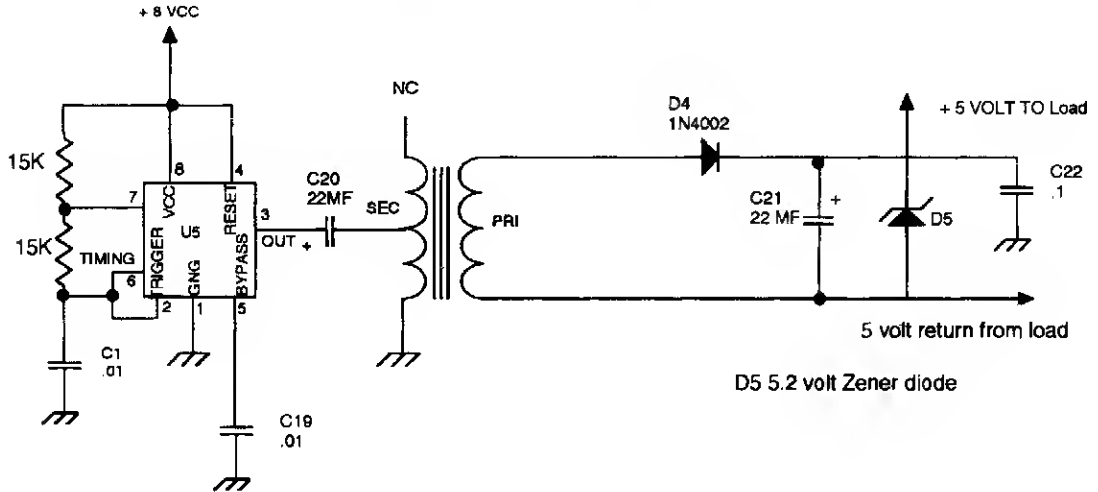 + 8 VCC
NC
D4
1N4002
+ 5 VOLT TO Load
15K
8
4
C20
22MF
C22
.1
7
VCC
RESET
3
SEC
PRI
C21
22 MF
+
D5
U5
OUT +
15K
TIMING
6
TRIGGER
GNG
BYPASS
2
1
5
5 volt return from load
C1
.01
D5 5.2 volt Zener diode
C19
.01